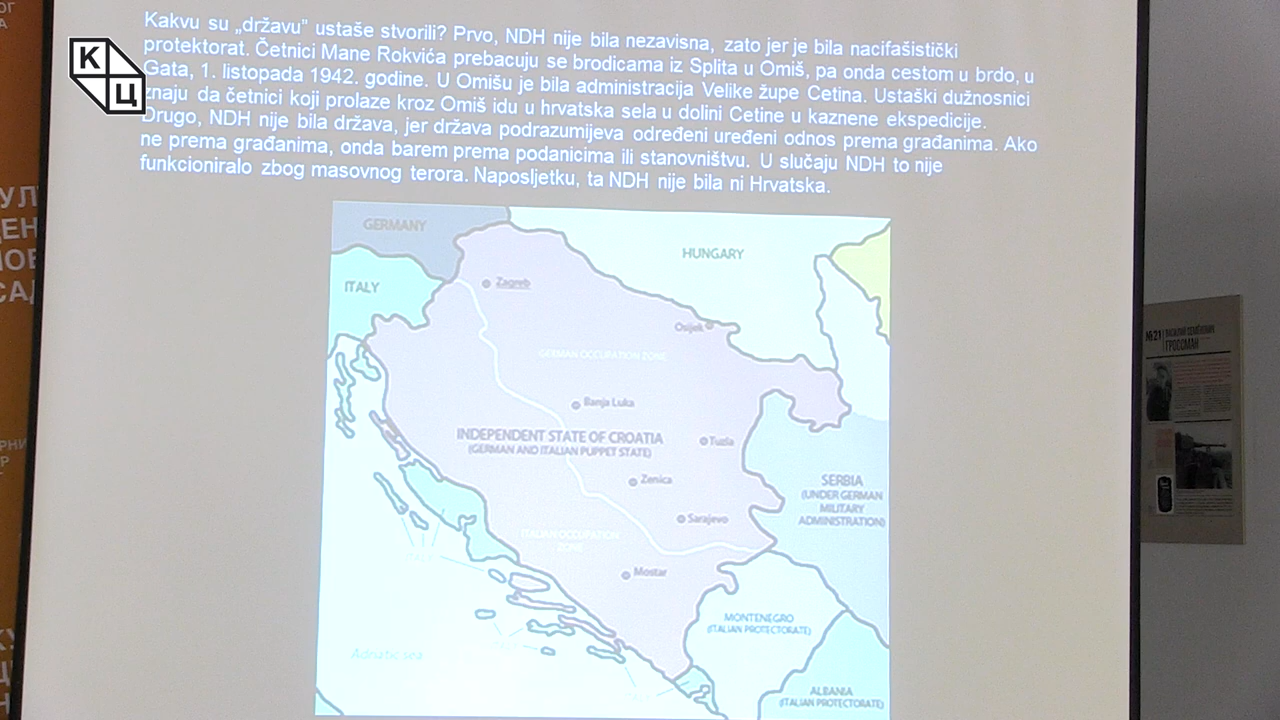 Kakvu su „državu” ustaše stvorili? Prvo, NDH nije bila nezavisna, zato jer je bila nacifašistički
protektorat. Četnici Mane Rokvića prebacuju se brodicama iz Splita u Omiš, pa onda cestom u brdo, u
Gata, 1. listopada 1942. godine. U Omišu je bila administracija Velike župe Cetina. Ustaški dužnosnici
znaju da četnici koji prolaze kroz Omiš idu u hrvatska sela u dolini Cetine u kaznene ekspedicije.
Drugo, NDH nije bila država, jer država podrazumijeva određeni uređeni odnos prema građanima. Ako
ne prema građanima, onda barem prema podanicima ili stanovništvu. U slučaju NDH to nije
funkcioniralo zbog masovnog terora. Naposljetku, ta NDH nije bila ni Hrvatska.
К
Ц
GERMANY
HUNGARY
ITALY
Zagreb
Osijek
GERMAN OCCUPATION ZONE
Banja Luka
INDEPENDENT STATE OF CROATIA
(GERMAN AND ITALIAN PUPPET STATE)
Tuzla
Zenica
SERBIA
(UNDER GERMAN
MILITARY
ADMINISTRATION)
Sarajevo
ITALIAN OCCUPATION
ZONE
Mostar
MONTENEGRO
(ITALIAN PROTECTORATE)
Adriatic sea
ALBANIA
(ITALIAN PROTECTORATE)
№21
ВАСИЛИЙ СЕМЁНОВИЧ
ГРОССМАН